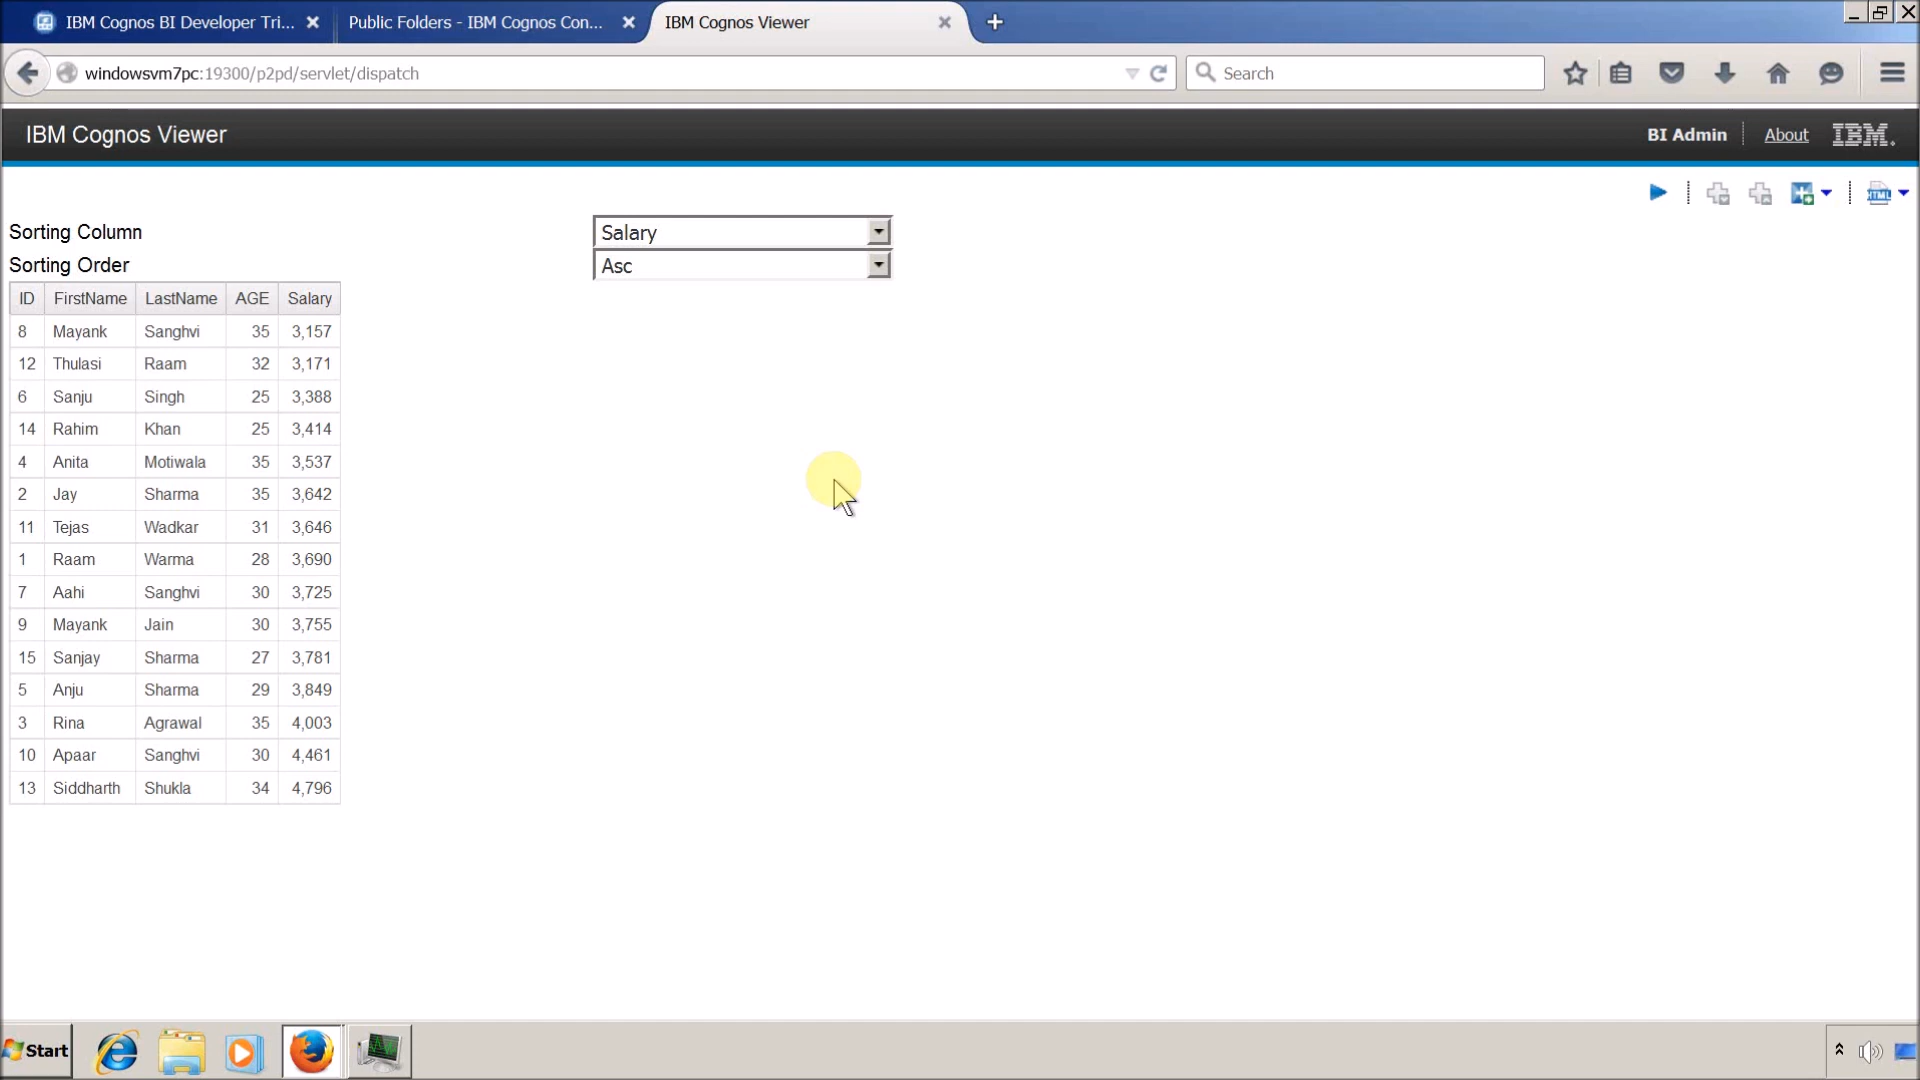 IBM Cognos BI Developer Tri... Public Folders - IBM Cognos Con... IBM Cognos Viewer
windowsvm7pc:19300/p2pd/servlet/dispatch Search
IBM Cognos Viewer BI Admin About IBM.
HTML
Sorting Column Salary
Sorting Order Asc
ID FirstName LastName AGE Salary
8 Mayank Sanghvi 35 3,157
12 Thulasi Raam 32 3,171
6 Sanju Singh 25 3,388
14 Rahim Khan 25 3,414
4 Anita Motiwala 35 3,537
2 Jay Sharma 35 3,642
11 Tejas Wadkar 31 3,646
1 Raam Warma 28 3,690
7 Aahi Sanghvi 30 3,725
9 Mayank Jain 30 3,755
15 Sanjay Sharma 27 3,781
5 Anju Sharma 29 3,849
3 Rina Agrawal 35 4,003
10 Apaar Sanghvi 30 4,461
13 Siddharth Shukla 34 4,796
Start